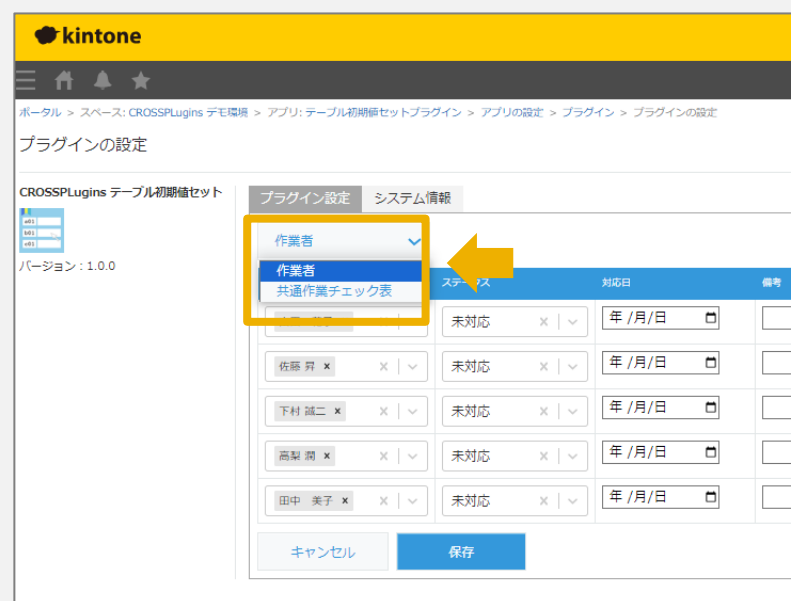 kintone
ポータル > スペース: CROSSPLugins デモ環境 > アプリ: テーブル初期値セットプラグイン > アプリの設定 > プラグイン > プラグインの設定
プラグインの設定
CROSSPLugins テーブル初期値セット
a01
b01
c01
バージョン : 1.0.0
プラグイン設定 システム情報
作業者
作業者
共通作業チェック表
対応日 備考
未対応 年 /月/日
佐藤 昇 未対応 年 /月/日
下村 誠二 未対応 年 /月/日
高梨 潤 未対応 年 /月/日
田中 美子 未対応 年 /月/日
キャンセル 保存